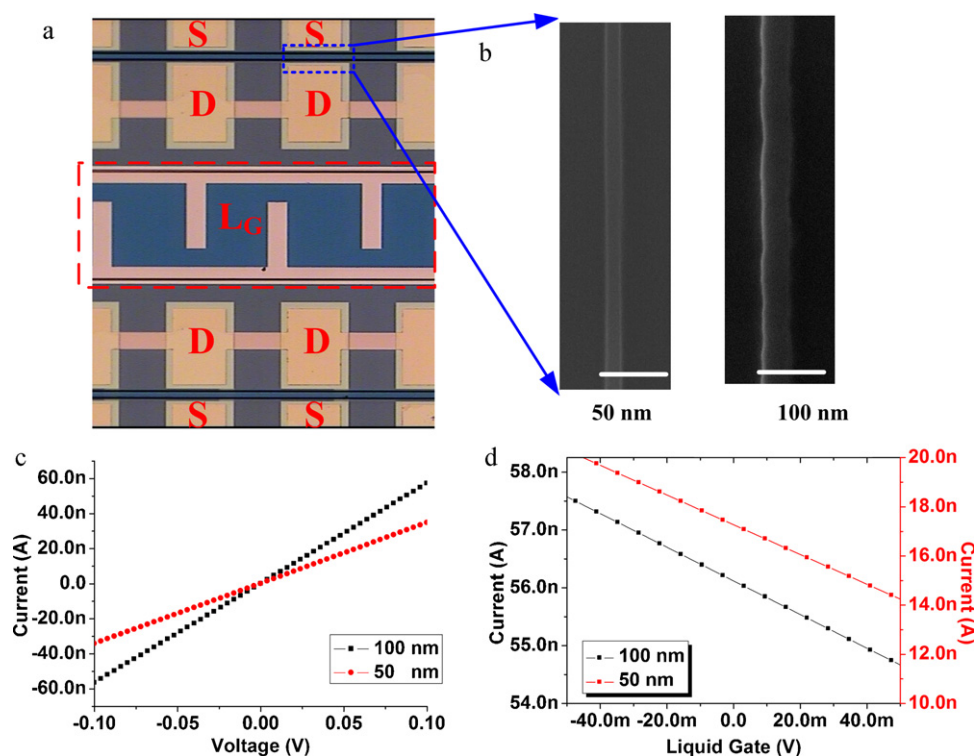 a
S S
D D
L_G
D D
S S
b
50 nm 100 nm
c
60.0n
40.0n
20.0n
0.0
-20.0n
-40.0n
-60.0n
Current (A)
100 nm
50 nm
-0.10 -0.05 0.00 0.05 0.10
Voltage (V)
d
58.0n
57.0n
56.0n
55.0n
54.0n
Current (A)
100 nm
50 nm
20.0n
18.0n
16.0n
14.0n
12.0n
10.0n
Current (A)
-40.0m -20.0m 0.0 20.0m 40.0m
Liquid Gate (V)